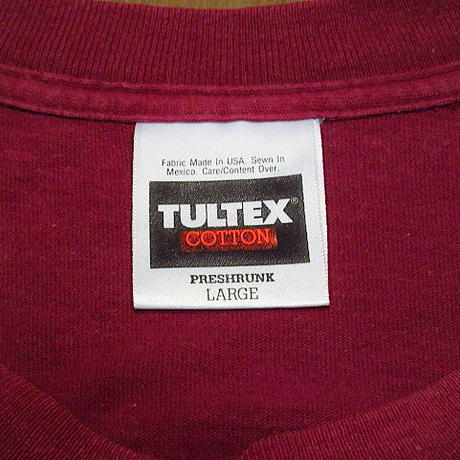 Fabric Made In USA. Sewn In
Mexico. Care/Content Over.
TULTEX®
COTTON
PRESHRUNK
LARGE